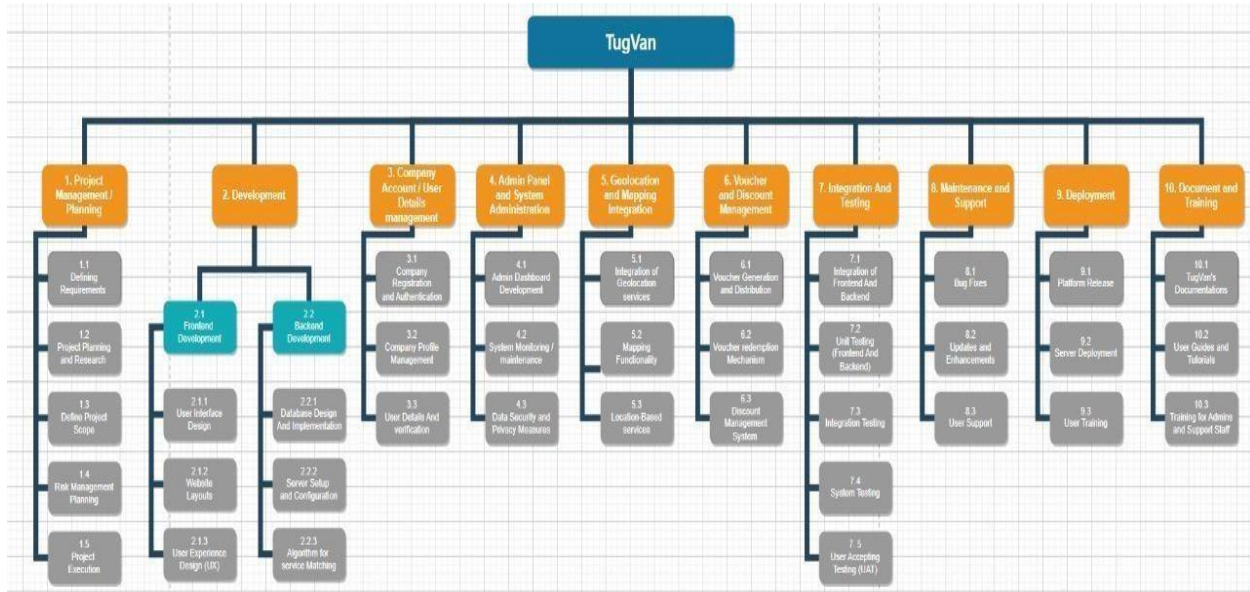 TugVan
1. Project
Management /
Planning
2. Development
3. Company
Account / User
Details
management
4. Admin Panel
and System
Administration
5. Geolocation
and Mapping
Integration
6. Voucher
and Discount
Management
7. Integration And
Testing
8. Maintenance and
Support
9. Deployment
10. Document and
Training
1.1
Defining
Requirements
1.2
Project Planning
and Research
1.3
Define Project
Scope
1.4
Risk Management
Planning
1.5
Project
Execution
2.1
Frontend
Development
2.1.1
User Interface
Design
2.1.2
Website
Layouts
2.1.3
User Experience
Design (UX)
2.2
Backend
Development
2.2.1
Database Design
And Implementation
2.2.2
Server Setup
and Configuration
2.2.3
Algorithm for
service Matching
3.1
Company
Registration
and Authentication
3.2
Company Profile
Management
3.3
User Details And
verification
4.1
Admin Dashboard
Development
4.2
System Monitoring /
maintenance
4.3
Data Security and
Privacy Measures
5.1
Integration of
Geolocation
services
5.2
Mapping
Functionality
5.3
Location-Based
services
6.1
Voucher Generation
and Distribution
6.2
Voucher redemption
Mechanism
6.3
Discount
Management
System
7.1
Integration of
Frontend And
Backend
7.2
Unit Testing
(Frontend And
Backend)
7.3
Integration Testing
7.4
System Testing
7. 5
User Accepting
Testing (UAT)
8.1
Bug Fixes
8.2
Updates and
Enhancements
8.3
User Support
9.1
Platform Release
9.2
Server Deployment
9.3
User Training
10.1
TugVan's
Documentations
10.2
User Guides and
Tutorials
10.3
Training for Admins
and Support Staff